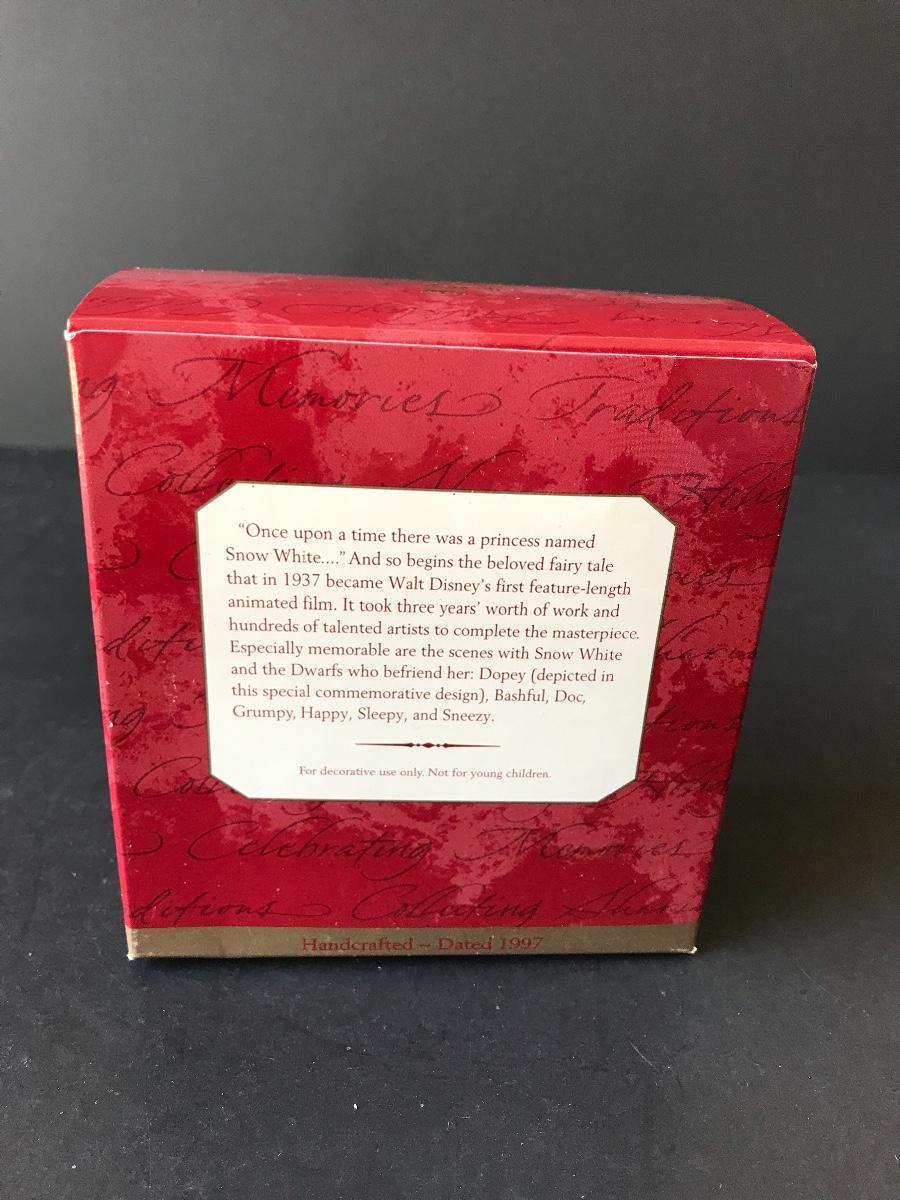 Memories Traditions
"Once upon a time there was a princess named
Snow White...." And so begins the beloved fairy tale
that in 1937 became Walt Disney's first feature-length
animated film. It took three years' worth of work and
hundreds of talented artists to complete the masterpiece.
Especially memorable are the scenes with Snow White
and the Dwarfs who befriend her: Dopey (depicted in
this special commemorative design), Bashful, Doc,
Grumpy, Happy, Sleepy, and Sneezy.
For decorative use only. Not for young children.
Celebrating Memories
ditions Collecting
Handcrafted – Dated 1997